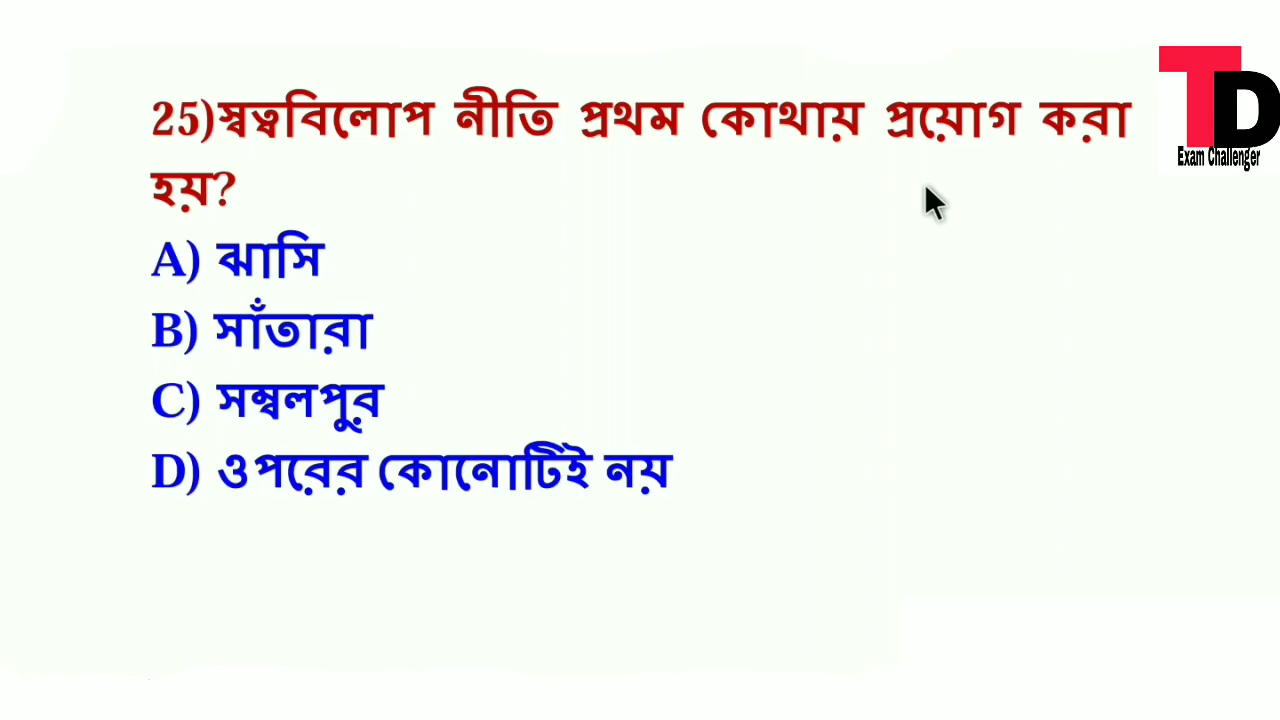 25)স্বত্ববিলোপ নীতি প্রথম কোথায় প্রয়োগ করা
হয়?
A) ঝাসি
B) সাঁতারা
C) সম্বলপুর
D) ওপরের কোনোটিই নয়
TD
Exam Challenger